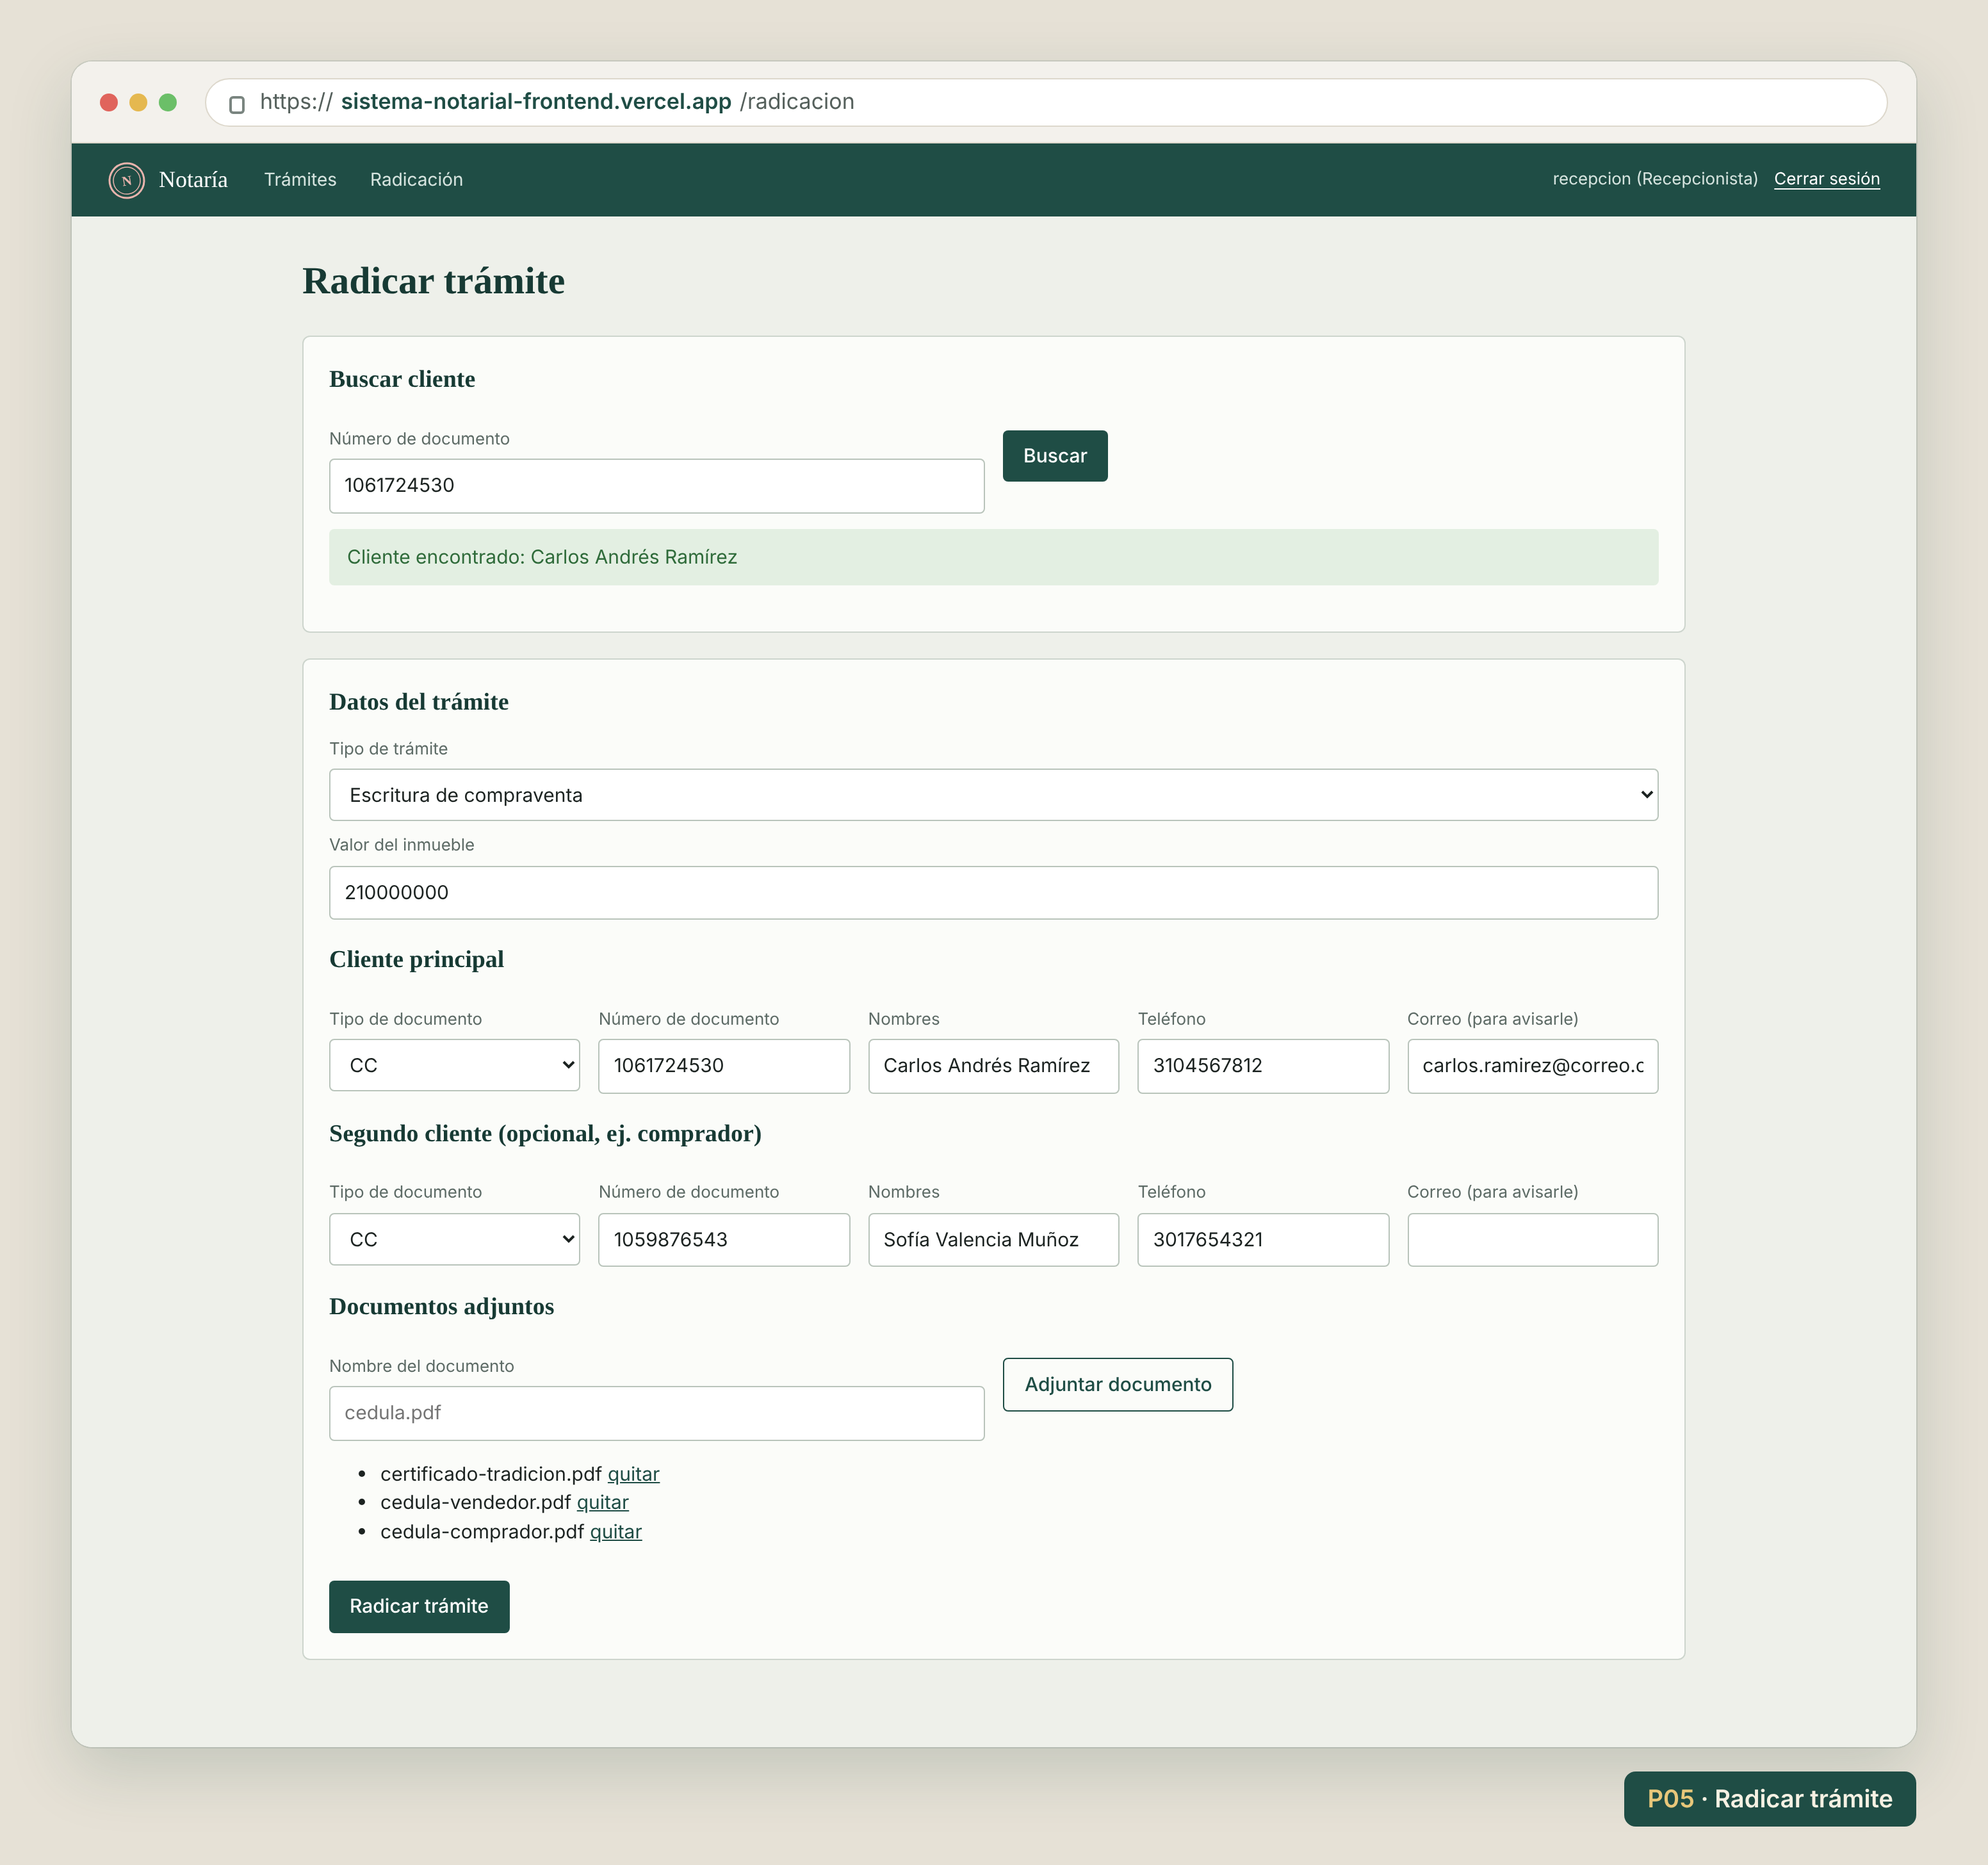 https:// sistema-notarial-frontend.vercel.app /radicacion
N Notaría Trámites Radicación recepcion (Recepcionista) Cerrar sesión
Radicar trámite
Buscar cliente
Número de documento
1061724530 Buscar
Cliente encontrado: Carlos Andrés Ramírez
Datos del trámite
Tipo de trámite
Escritura de compraventa
Valor del inmueble
210000000
Cliente principal
Tipo de documento Número de documento Nombres Teléfono Correo (para avisarle)
CC 1061724530 Carlos Andrés Ramírez 3104567812 carlos.ramirez@correo.c
Segundo cliente (opcional, ej. comprador)
Tipo de documento Número de documento Nombres Teléfono Correo (para avisarle)
CC 1059876543 Sofía Valencia Muñoz 3017654321
Documentos adjuntos
Nombre del documento
cedula.pdf Adjuntar documento
• certificado-tradicion.pdf quitar
• cedula-vendedor.pdf quitar
• cedula-comprador.pdf quitar
Radicar trámite
P05 · Radicar trámite